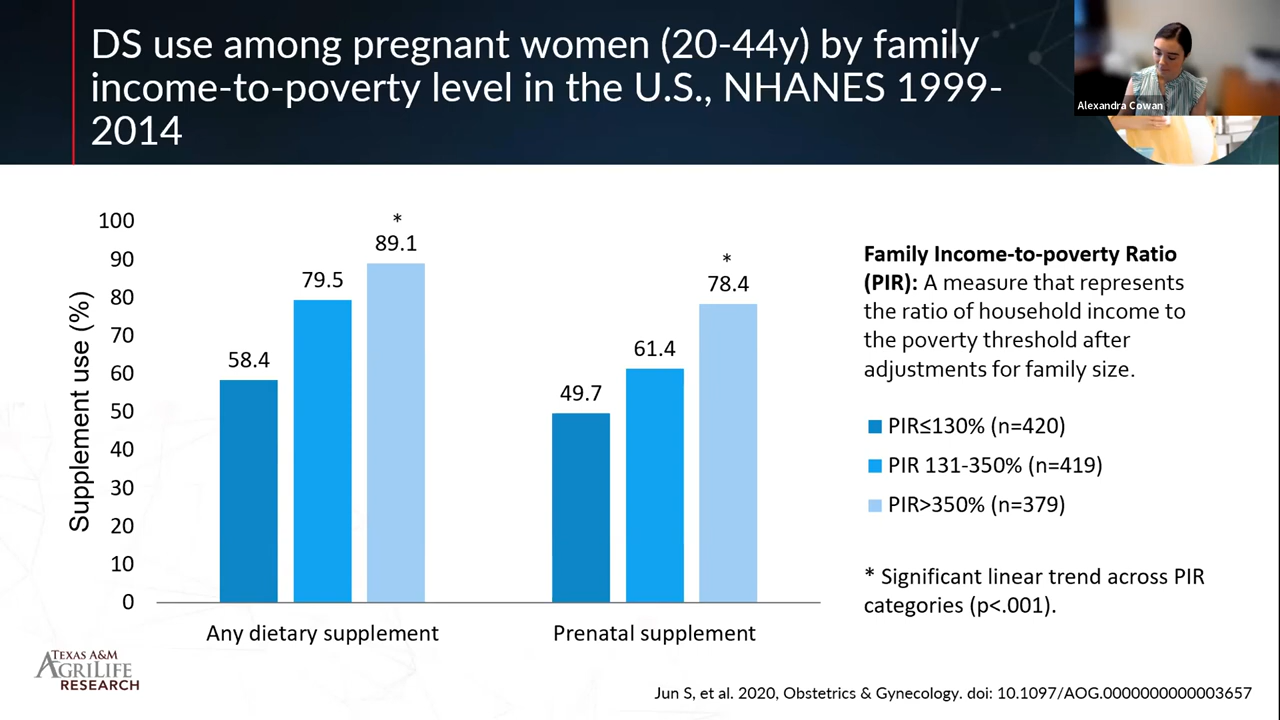 DS use among pregnant women (20-44y) by family
income-to-poverty level in the U.S., NHANES 1999-
2014
Alexandra Cowan
Supplement use (%)
100
90
80
70
60
50
40
30
20
10
0
58.4
79.5
*
89.1
49.7
61.4
*
78.4
Any dietary supplement
Prenatal supplement
Family Income-to-poverty Ratio
(PIR): A measure that represents
the ratio of household income to
the poverty threshold after
adjustments for family size.
PIR≤130% (n=420)
PIR 131-350% (n=419)
PIR>350% (n=379)
* Significant linear trend across PIR
categories (p<.001).
TEXAS A&M
AGRILIFE
RESEARCH
Jun S, et al. 2020, Obstetrics & Gynecology. doi: 10.1097/AOG.0000000000003657